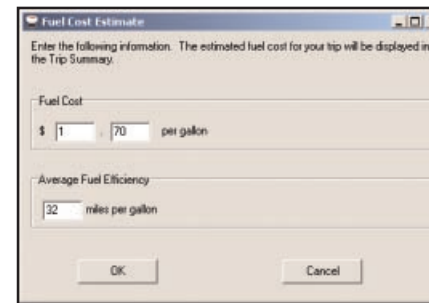 Fuel Cost Estimate
Enter the following information. The estimated fuel cost for your trip will be displayed in
the Trip Summary.
Fuel Cost
$ 1 . 70 per gallon
Average Fuel Efficiency
32 miles per gallon
OK Cancel